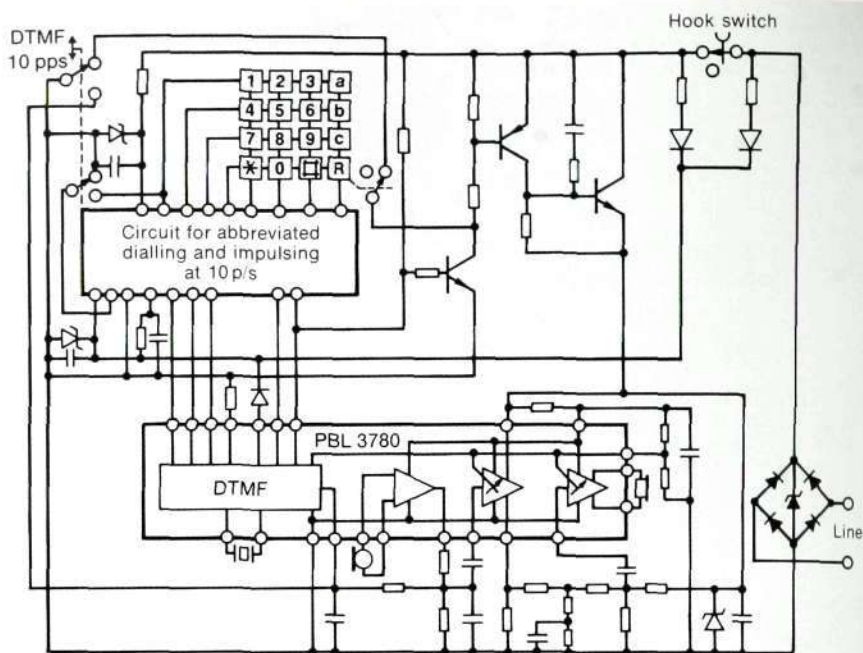 Hook switch
DTMF
10 pps
1 2 3 a
4 5 6 b
7 8 9 c
* 0 R
Circuit for abbreviated
dialling and impulsing
at 10 p/s
PBL 3780
DTMF
Line